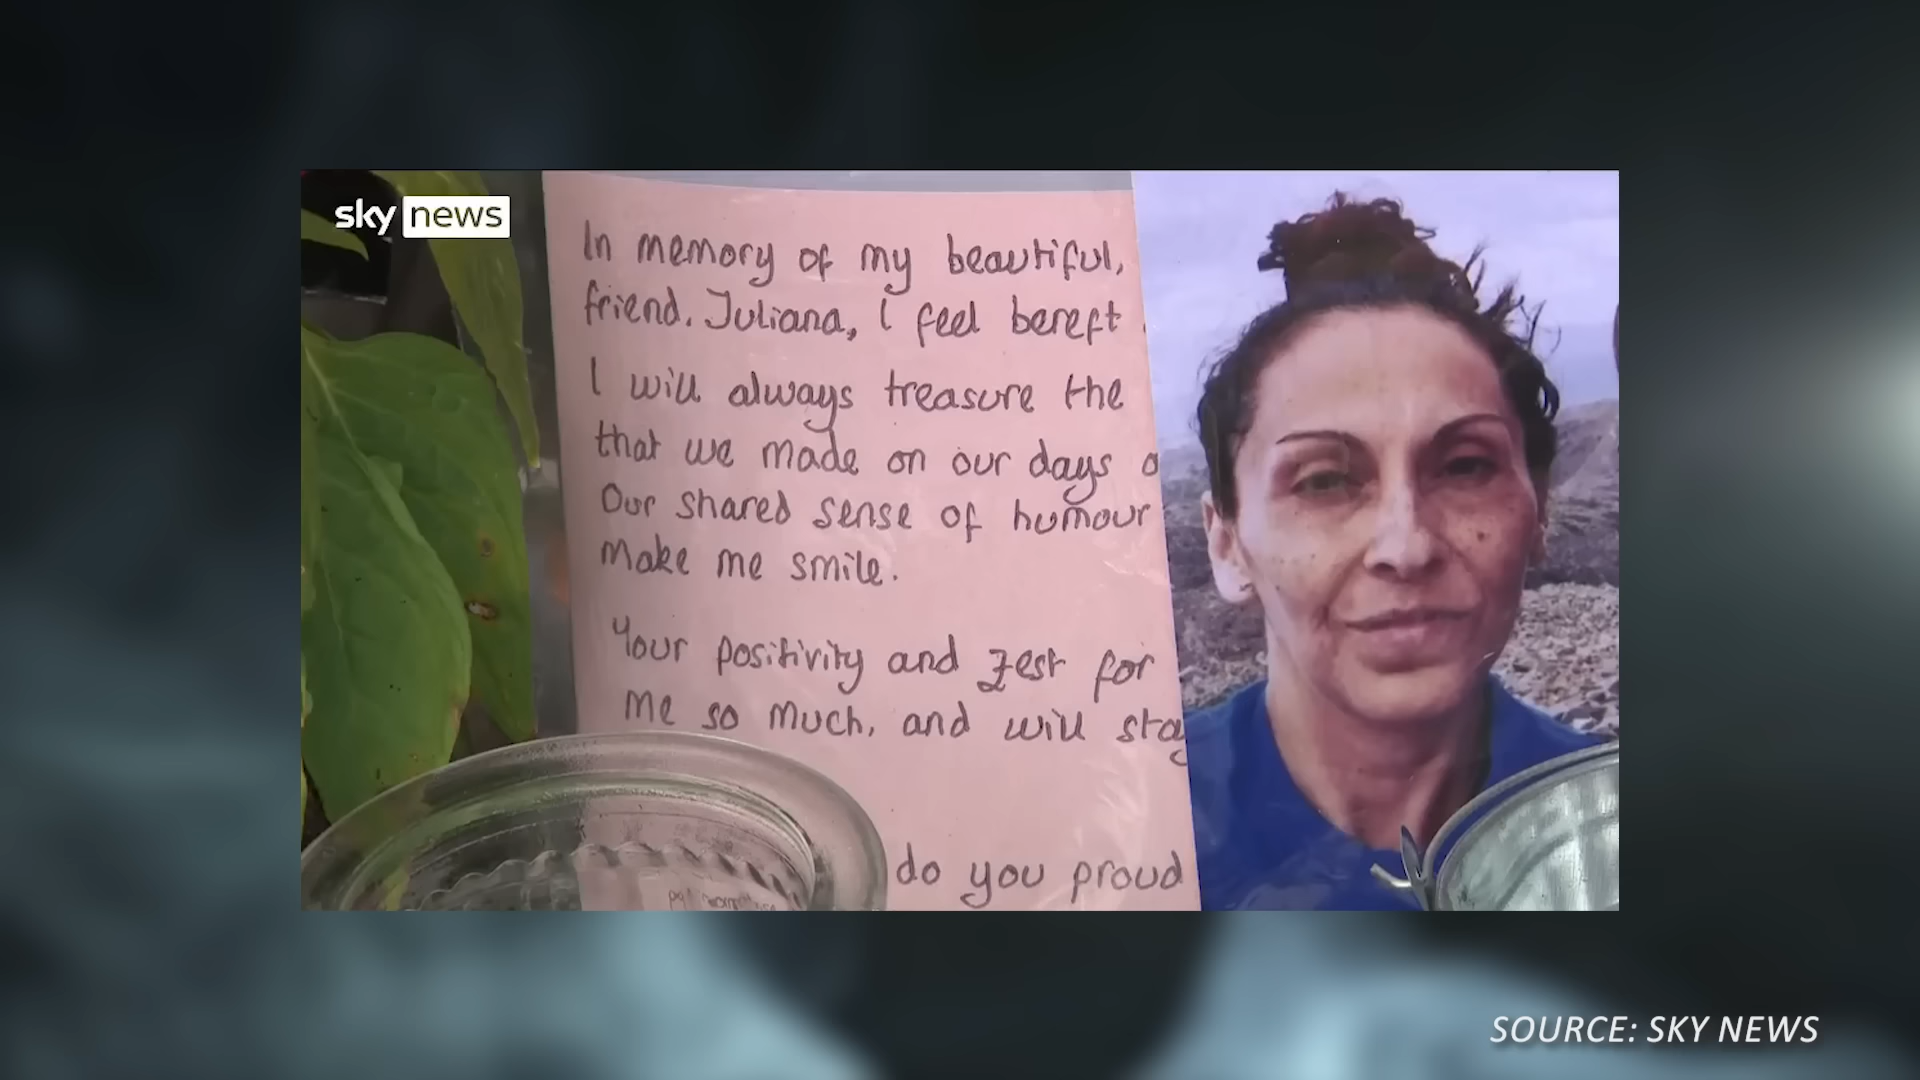 sky news
In memory of my beautiful,
friend. Juliana, I feel bereft
I will always treasure the
that we made on our days
Our shared sense of humour
make me smile.
Your positivity and zest for
me so much, and will stay
do you proud
SOURCE: SKY NEWS